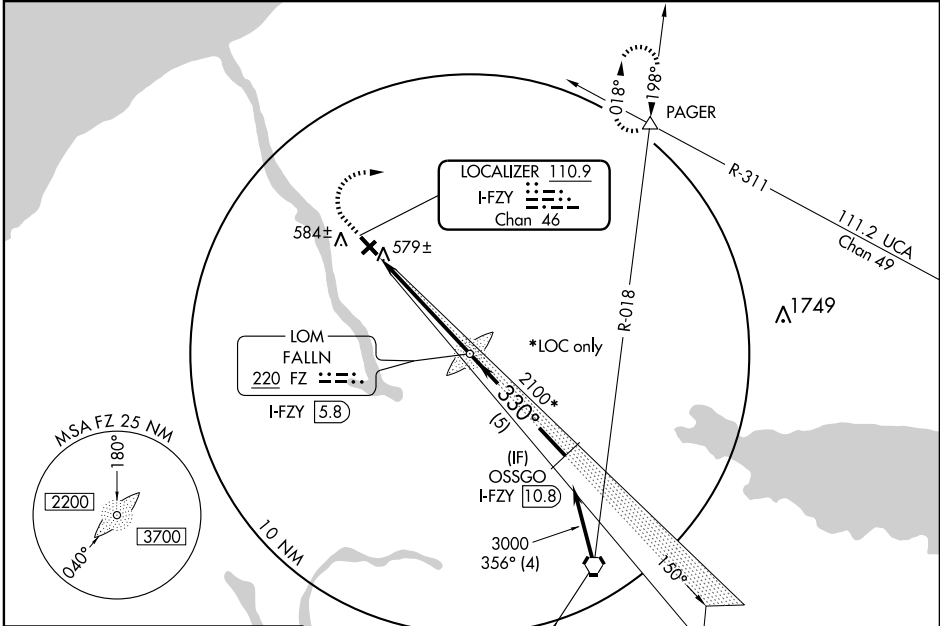 018°
198°
PAGER
LOCALIZER 110.9
I-FZY
Chan 46
R-311
111.2 UCA
Chan 49
584±
579±
R-018
1749
LOM
FALLN
220 FZ
I-FZY 5.8
*LOC only
2100*
330°
(5)
(IF)
OSSGO
I-FZY 10.8
MSA FZ 25 NM
180°
2200
3700
040°
10 NM
3000
356° (4)
150°